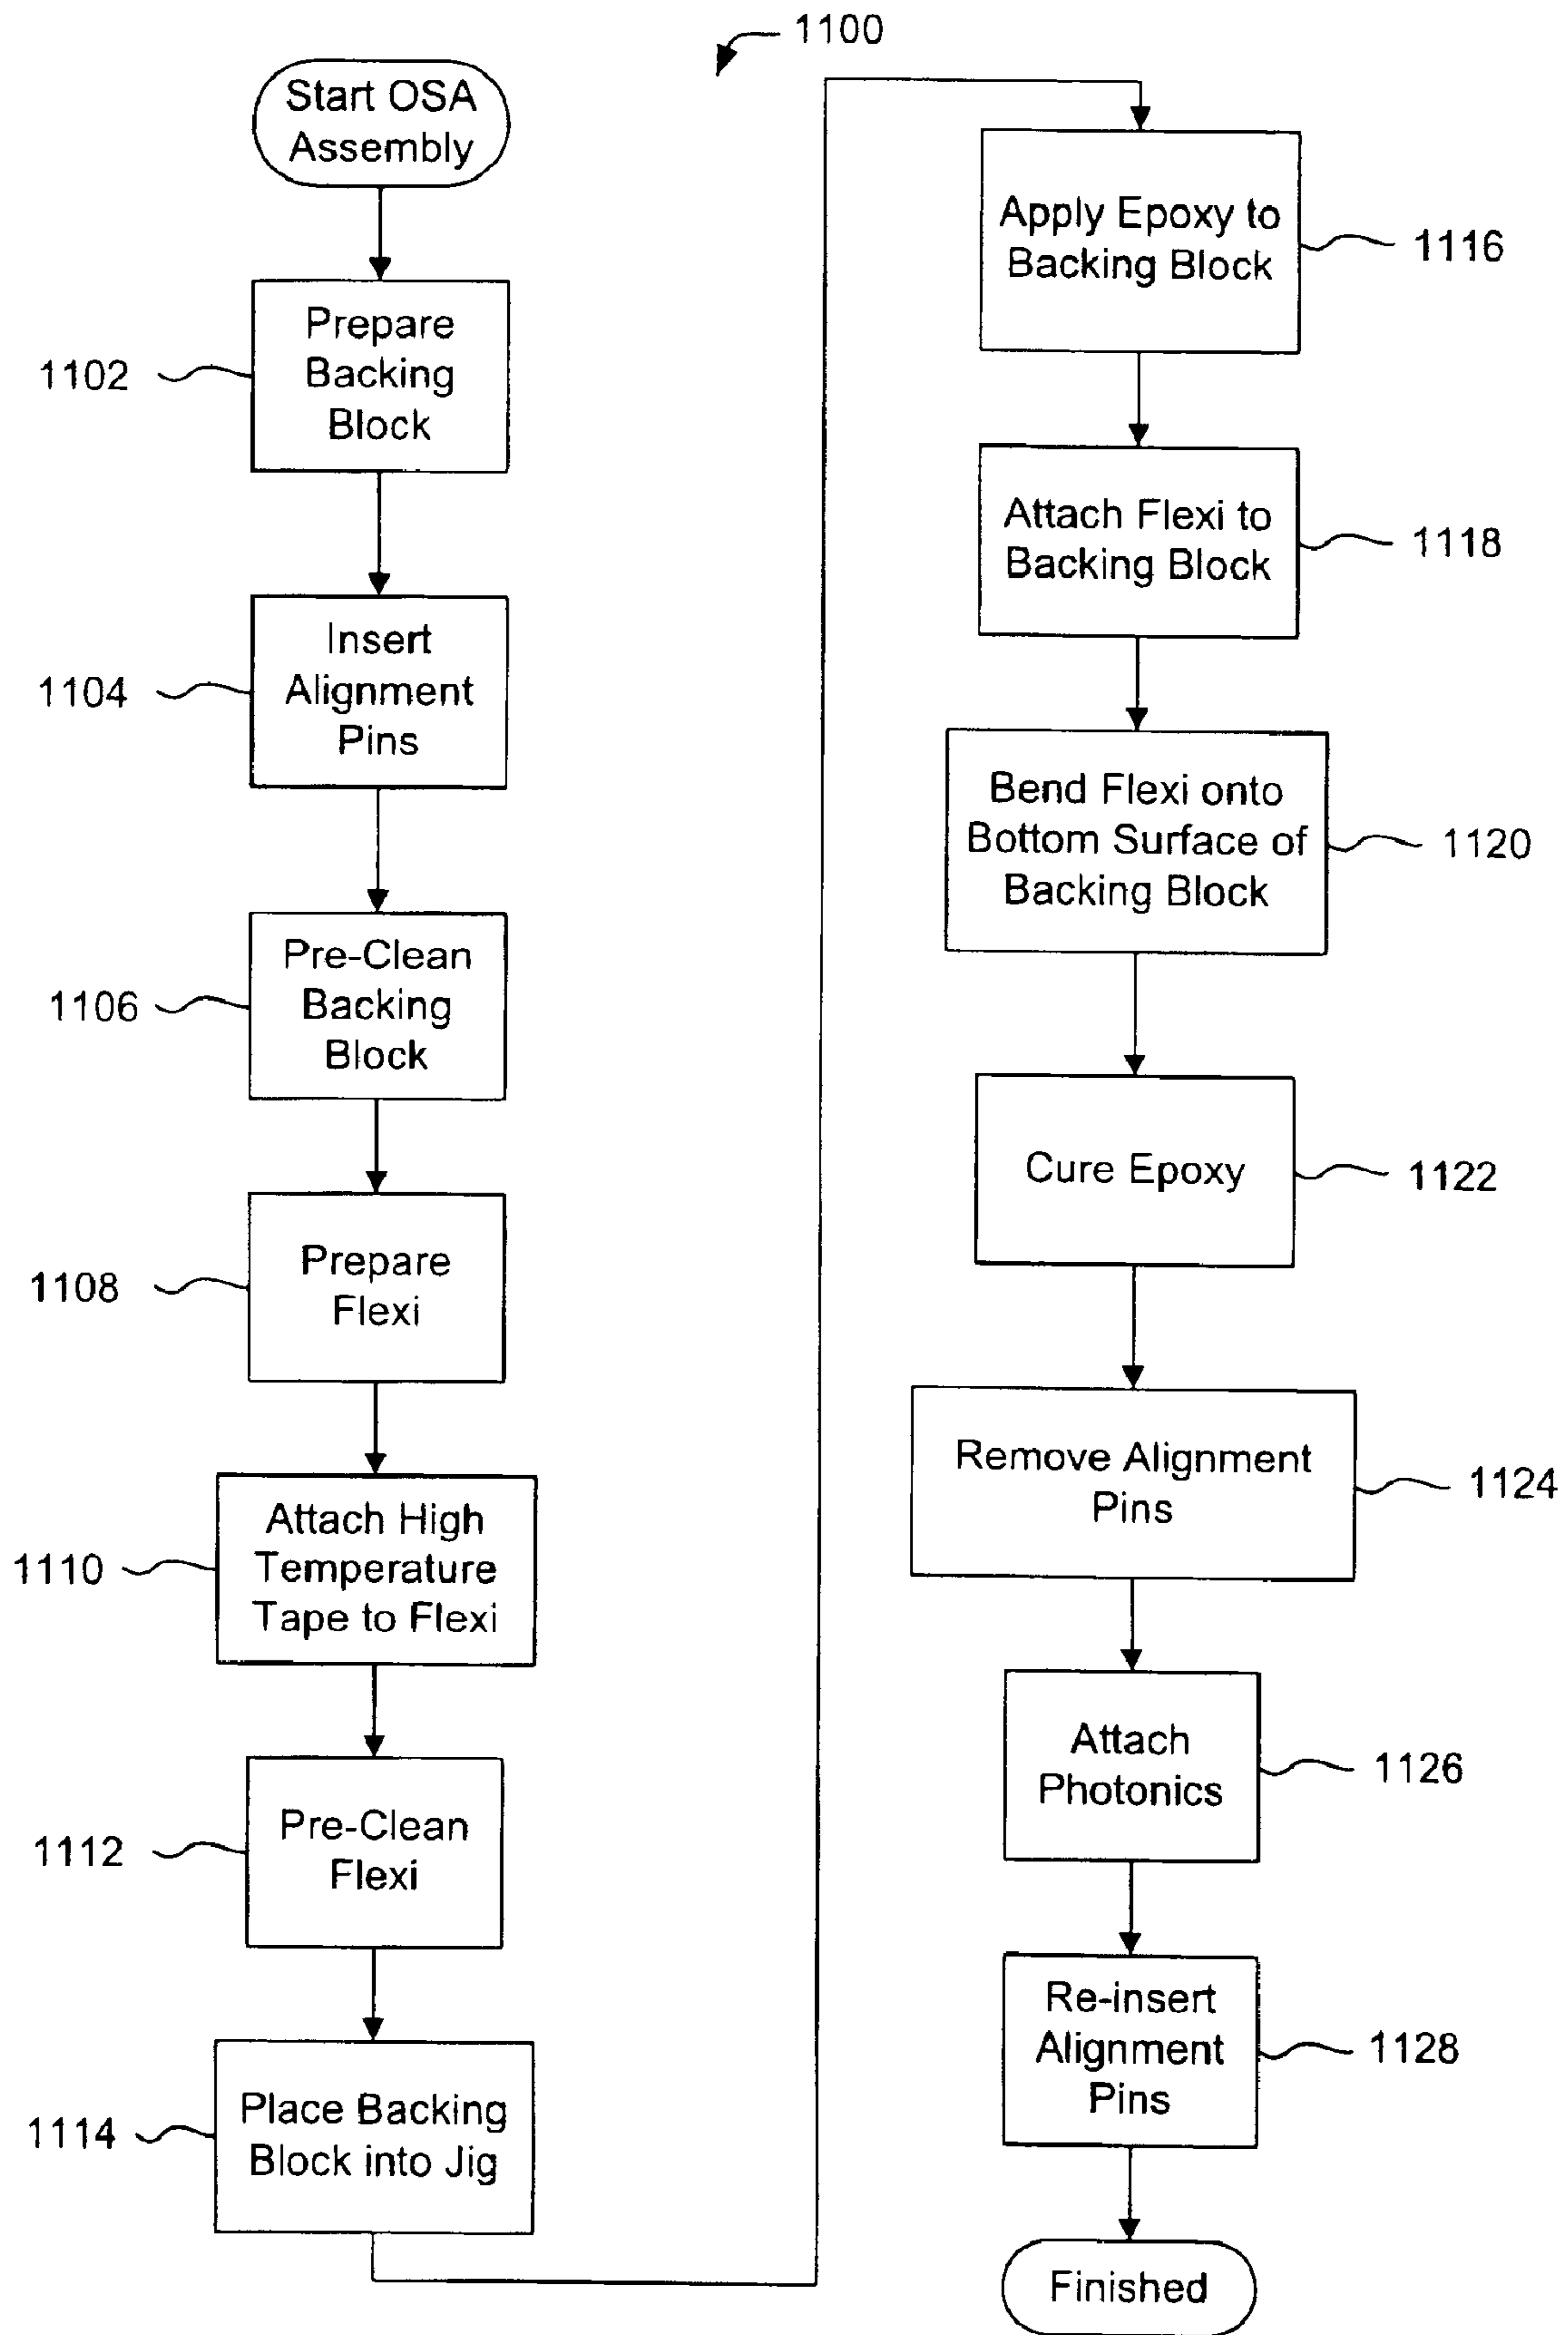 1100
Start OSA
Assembly
1102
Prepare
Backing
Block
1104
Insert
Alignment
Pins
1106
Pre-Clean
Backing
Block
1108
Prepare
Flexi
1110
Attach High
Temperature
Tape to Flexi
1112
Pre-Clean
Flexi
1114
Place Backing
Block into Jig
Apply Epoxy to
Backing Block
1116
Attach Flexi to
Backing Block
1118
Bend Flexi onto
Bottom Surface of
Backing Block
1120
Cure Epoxy
1122
Remove Alignment
Pins
1124
Attach
Photonics
1126
Re-insert
Alignment
Pins
1128
Finished